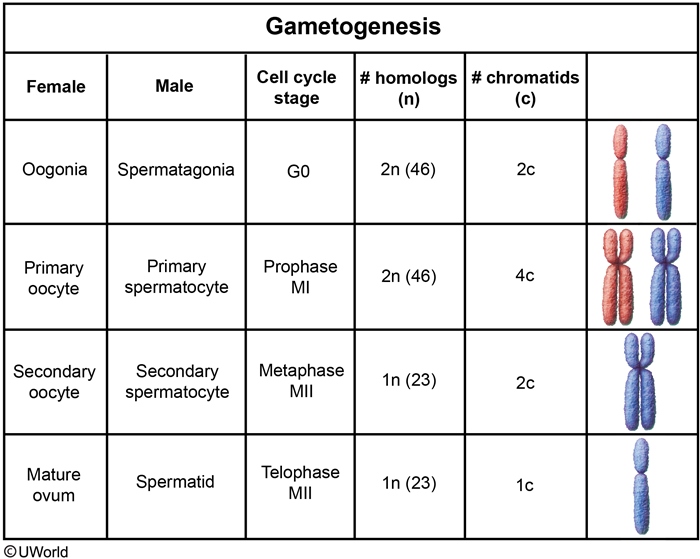 Gametogenesis
Female
Male
Cell cycle
stage
# homologs
(n)
# chromatids
(c)
Oogonia
Spermatagonia
G0
2n (46)
2c
Primary
oocyte
Primary
spermatocyte
Prophase
MI
2n (46)
4c
Secondary
oocyte
Secondary
spermatocyte
Metaphase
MII
1n (23)
2c
Mature
ovum
Spermatid
Telophase
MII
1n (23)
1c
©UWorld